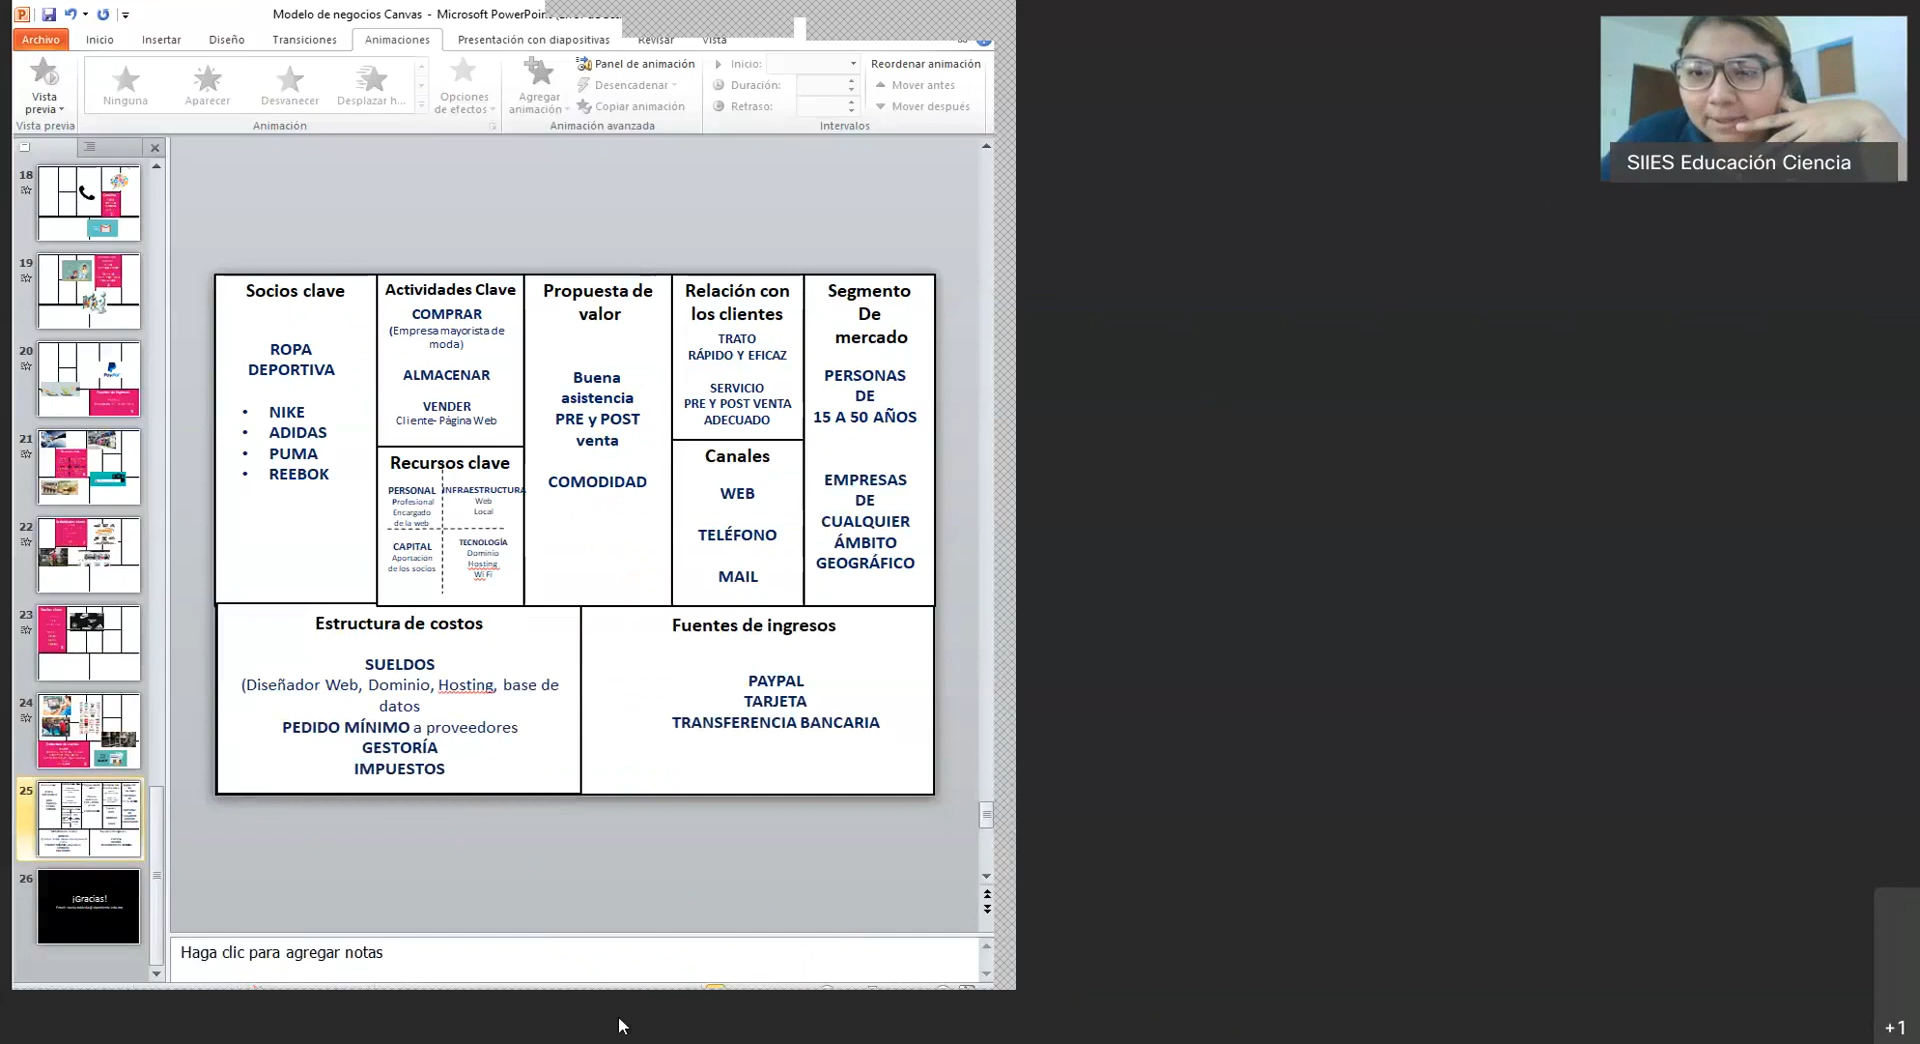 Modelo de negocios Canvas - Microsoft PowerPoint
Archivo
Inicio
Insertar
Diseño
Transiciones
Animaciones
Presentación con diapositivas
Revisar
Vista
Vista
previa
Vista previa
Ninguna
Aparecer
Desvanecer
Desplazar h...
Animación
Opciones
de efectos
Agregar
animación
Panel de animación
Desencadenar
Copiar animación
Animación avanzada
Inicio:
Duración:
Retraso:
Reordenar animación
Mover antes
Mover después
Intervalos
18
19
20
21
22
23
24
25
26
PayPal
¡Gracias!
Socios clave
ROPA
DEPORTIVA
• NIKE
• ADIDAS
• PUMA
• REEBOK
Actividades Clave
COMPRAR
(Empresa mayorista de
moda)
ALMACENAR
VENDER
Cliente- Página Web
Recursos clave
PERSONAL
Profesional
Encargado
de la web
INFRAESTRUCTURA
Web
Local
CAPITAL
Aportación
de los socios
TECNOLOGÍA
Dominio
Hosting
Wi Fi
Propuesta de
valor
Buena
asistencia
PRE y POST
venta
COMODIDAD
Relación con
los clientes
TRATO
RÁPIDO Y EFICAZ
SERVICIO
PRE Y POST VENTA
ADECUADO
Canales
WEB
TELÉFONO
MAIL
Segmento
De
mercado
PERSONAS
DE
15 A 50 AÑOS
EMPRESAS
DE
CUALQUIER
ÁMBITO
GEOGRÁFICO
Estructura de costos
SUELDOS
(Diseñador Web, Dominio, Hosting, base de
datos
PEDIDO MÍNIMO a proveedores
GESTORÍA
IMPUESTOS
Fuentes de ingresos
PAYPAL
TARJETA
TRANSFERENCIA BANCARIA
Haga clic para agregar notas
SIIES Educación Ciencia
+1